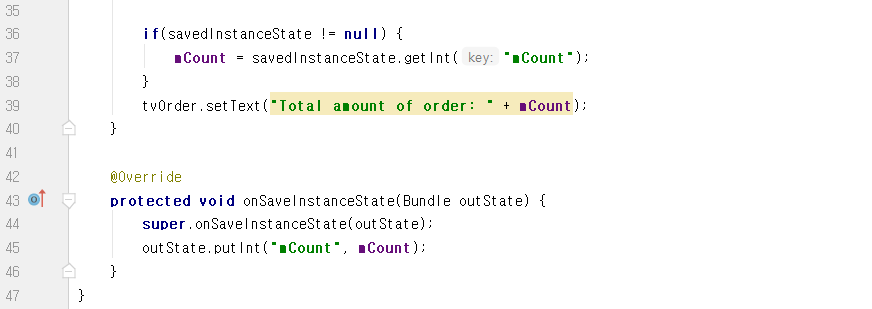 35
36 if(savedInstanceState != null) {
37 mCount = savedInstanceState.getInt( key: "mCount");
38 }
39 tvOrder.setText("Total amount of order: " + mCount);
40 }
41
42 @Override
43 protected void onSaveInstanceState(Bundle outState) {
44 super.onSaveInstanceState(outState);
45 outState.putInt("mCount", mCount);
46 }
47 }